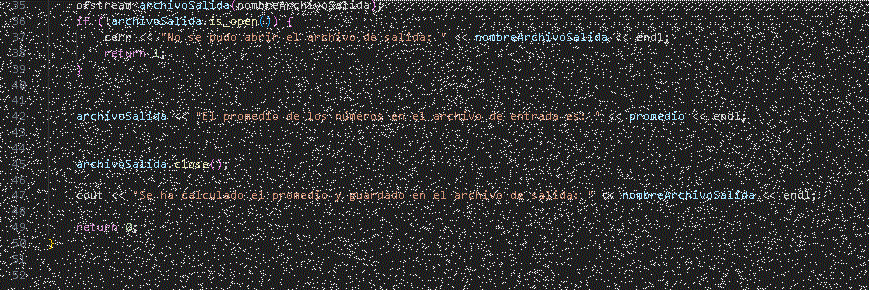 35 ofstream archivoSalida(nombreArchivoSalida);
36 if (!archivoSalida.is_open()) {
37 cerr << "No se pudo abrir el archivo de salida: " << nombreArchivoSalida << endl;
38 return 1;
39 }
40
41
42 archivoSalida << "El promedio de los números en el archivo de entrada es: " << promedio << endl;
43
44
45 archivoSalida.close();
46
47 cout << "Se ha calculado el promedio y guardado en el archivo de salida: " << nombreArchivoSalida << endl;
48
49 return 0;
50 }
51
52